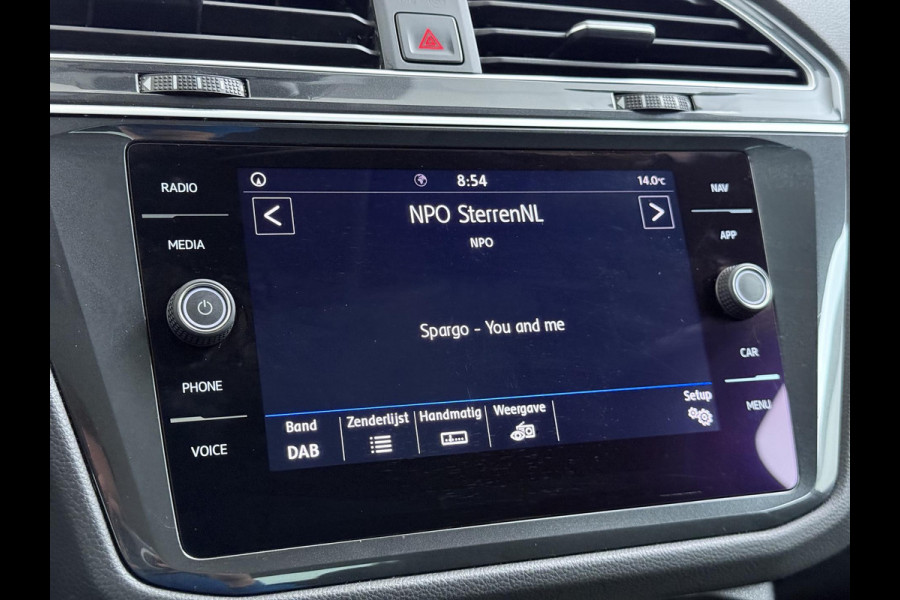 RADIO
MEDIA
PHONE
VOICE
8:54
14.0°C
<
NPO SterrenNL
>
NPO
Spargo - You and me
Band
DAB
Zenderlijst
Handmatig
Weergave
Setup
NAV
APP
CAR
MENU